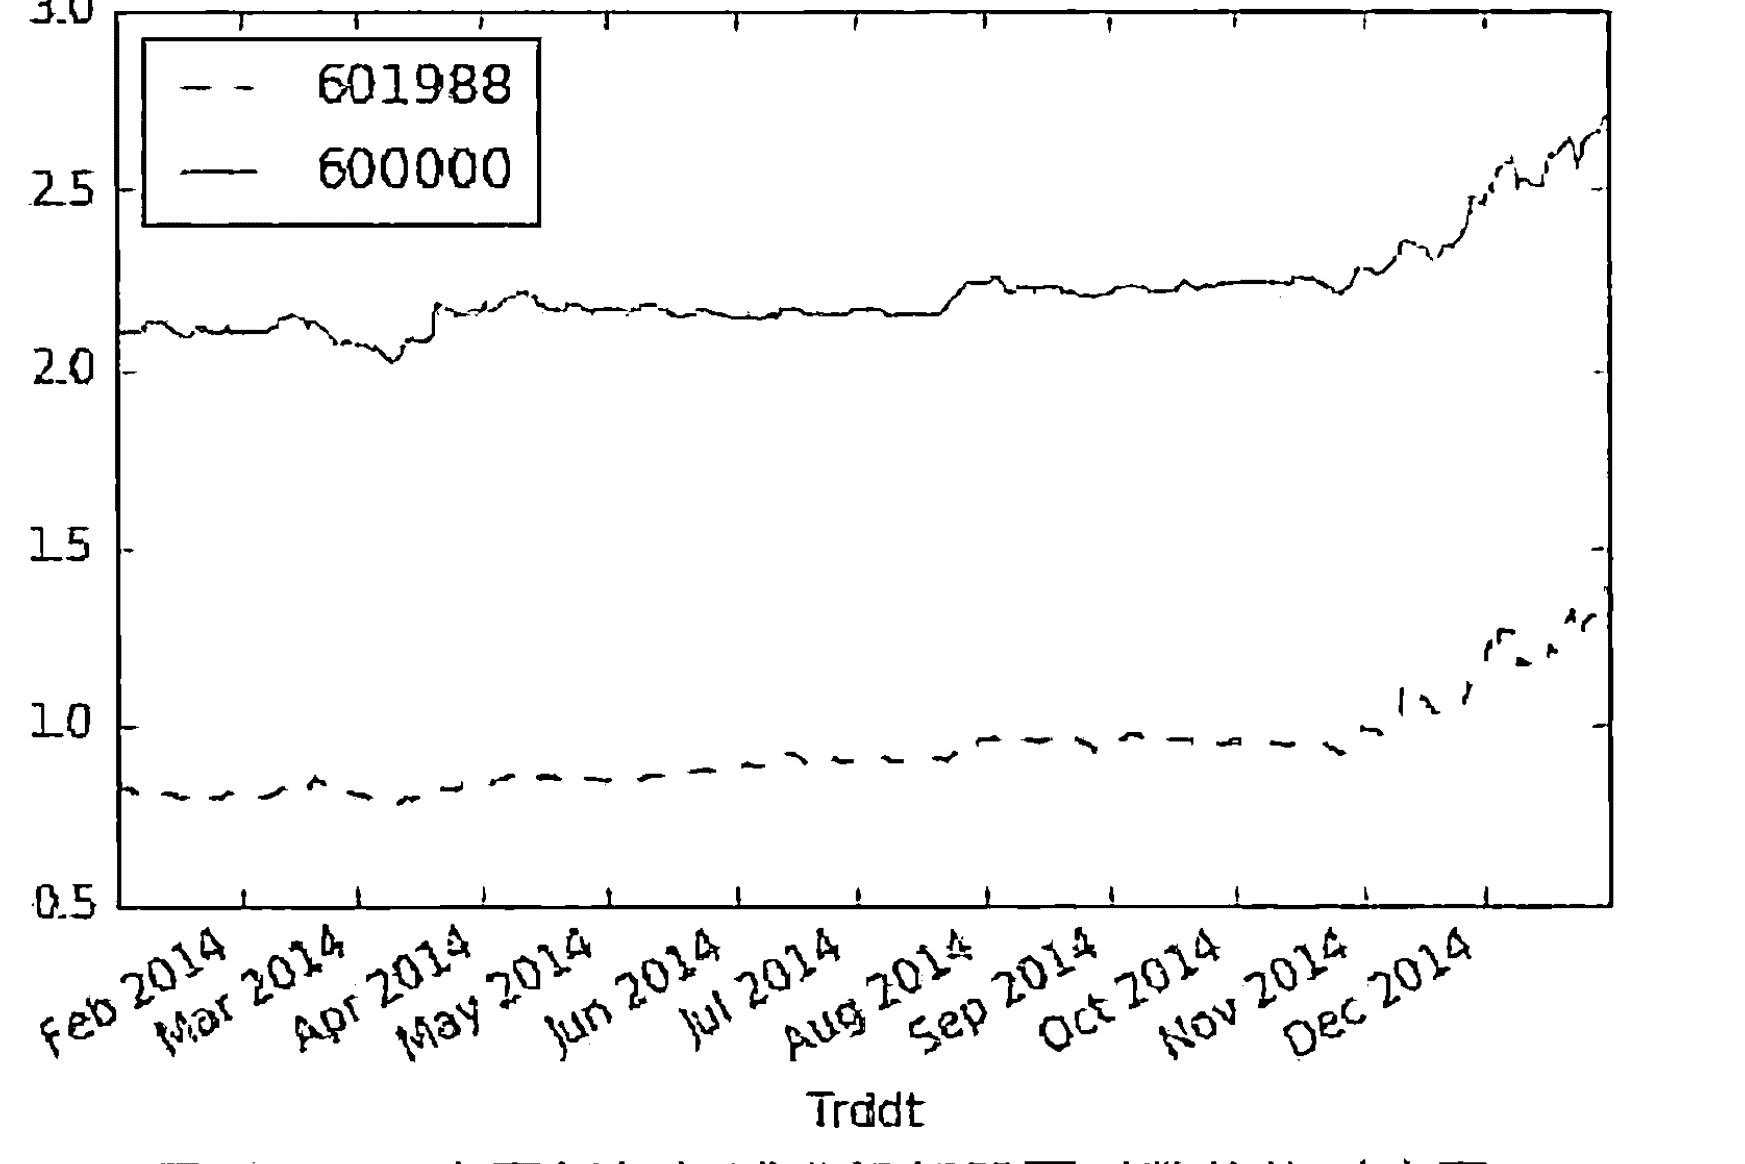 3.0
601988
600000
2.5
2.0
1.5
1.0
0.5
Feb 2014
Mar 2014
Apr 2014
May 2014
Jun 2014
Jul 2014
Aug 2014
Sep 2014
Oct 2014
Nov 2014
Dec 2014
Trddt